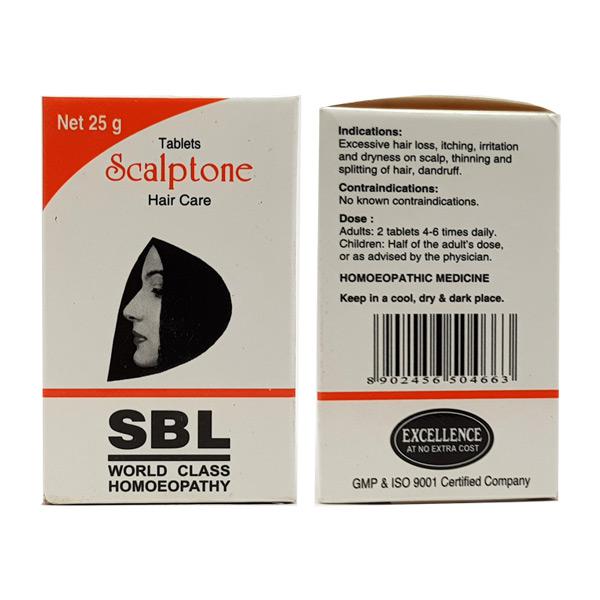 Net 25 g
Tablets
Scalptone
Hair Care
SBL
WORLD CLASS
HOMOEOPATHY
Indications:
Excessive hair loss, itching, irritation
and dryness on scalp, thinning and
splitting of hair, dandruff.
Contraindications:
No known contraindications.
Dose :
Adults: 2 tablets 4-6 times daily.
Children: Half of the adult's dose,
or as advised by the physician.
HOMOEOPATHIC MEDICINE
Keep in a cool, dry & dark place.
8 902456 504663
EXCELLENCE
AT NO EXTRA COST
GMP & ISO 9001 Certified Company